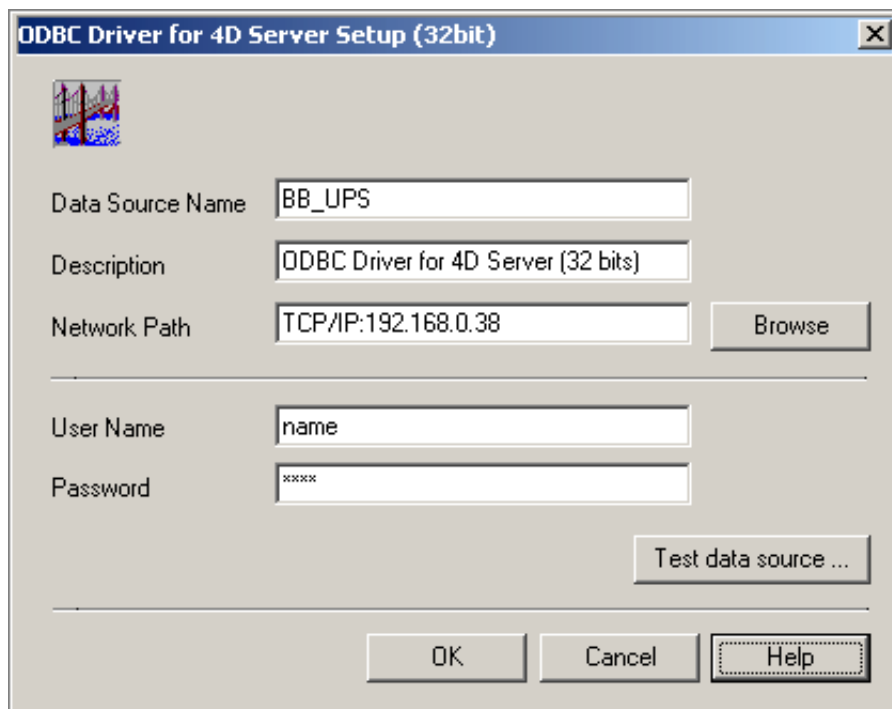 ODBC Driver for 4D Server Setup (32bit)
Data Source Name BB_UPS
Description ODBC Driver for 4D Server (32 bits)
Network Path TCP/IP:192.168.0.38 Browse
User Name name
Password ****
Test data source ...
OK Cancel Help